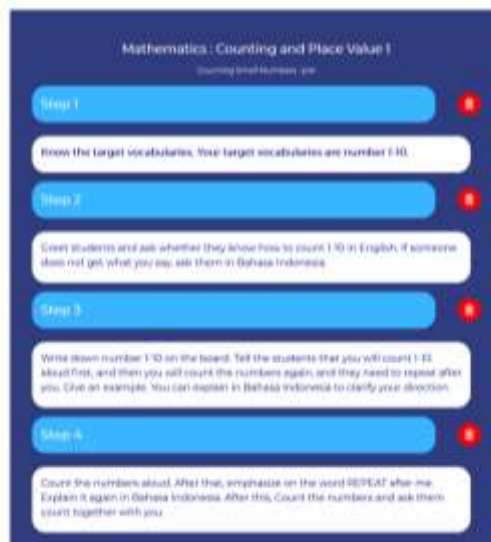 Mathematics : Counting and Place Value 1
Counting Small Numbers
Step 1
Know the target vocabularies. Your target vocabularies are number 1-10.
Step 2
Greet students and ask whether they know how to count 1-10 in English. If someone
does not get what you say, ask them in Bahasa Indonesia.
Step 3
Write down number 1-10 on the board. Tell the students that you will count 1-10
aloud first, and then you will count the numbers again, and they need to repeat after
you. Give an example. You can explain in Bahasa Indonesia to clarify your direction.
Step 4
Count the numbers aloud. After that, emphasize on the word REPEAT after me.
Explain it again in Bahasa Indonesia. After this, Count the numbers and ask them
count together with you.